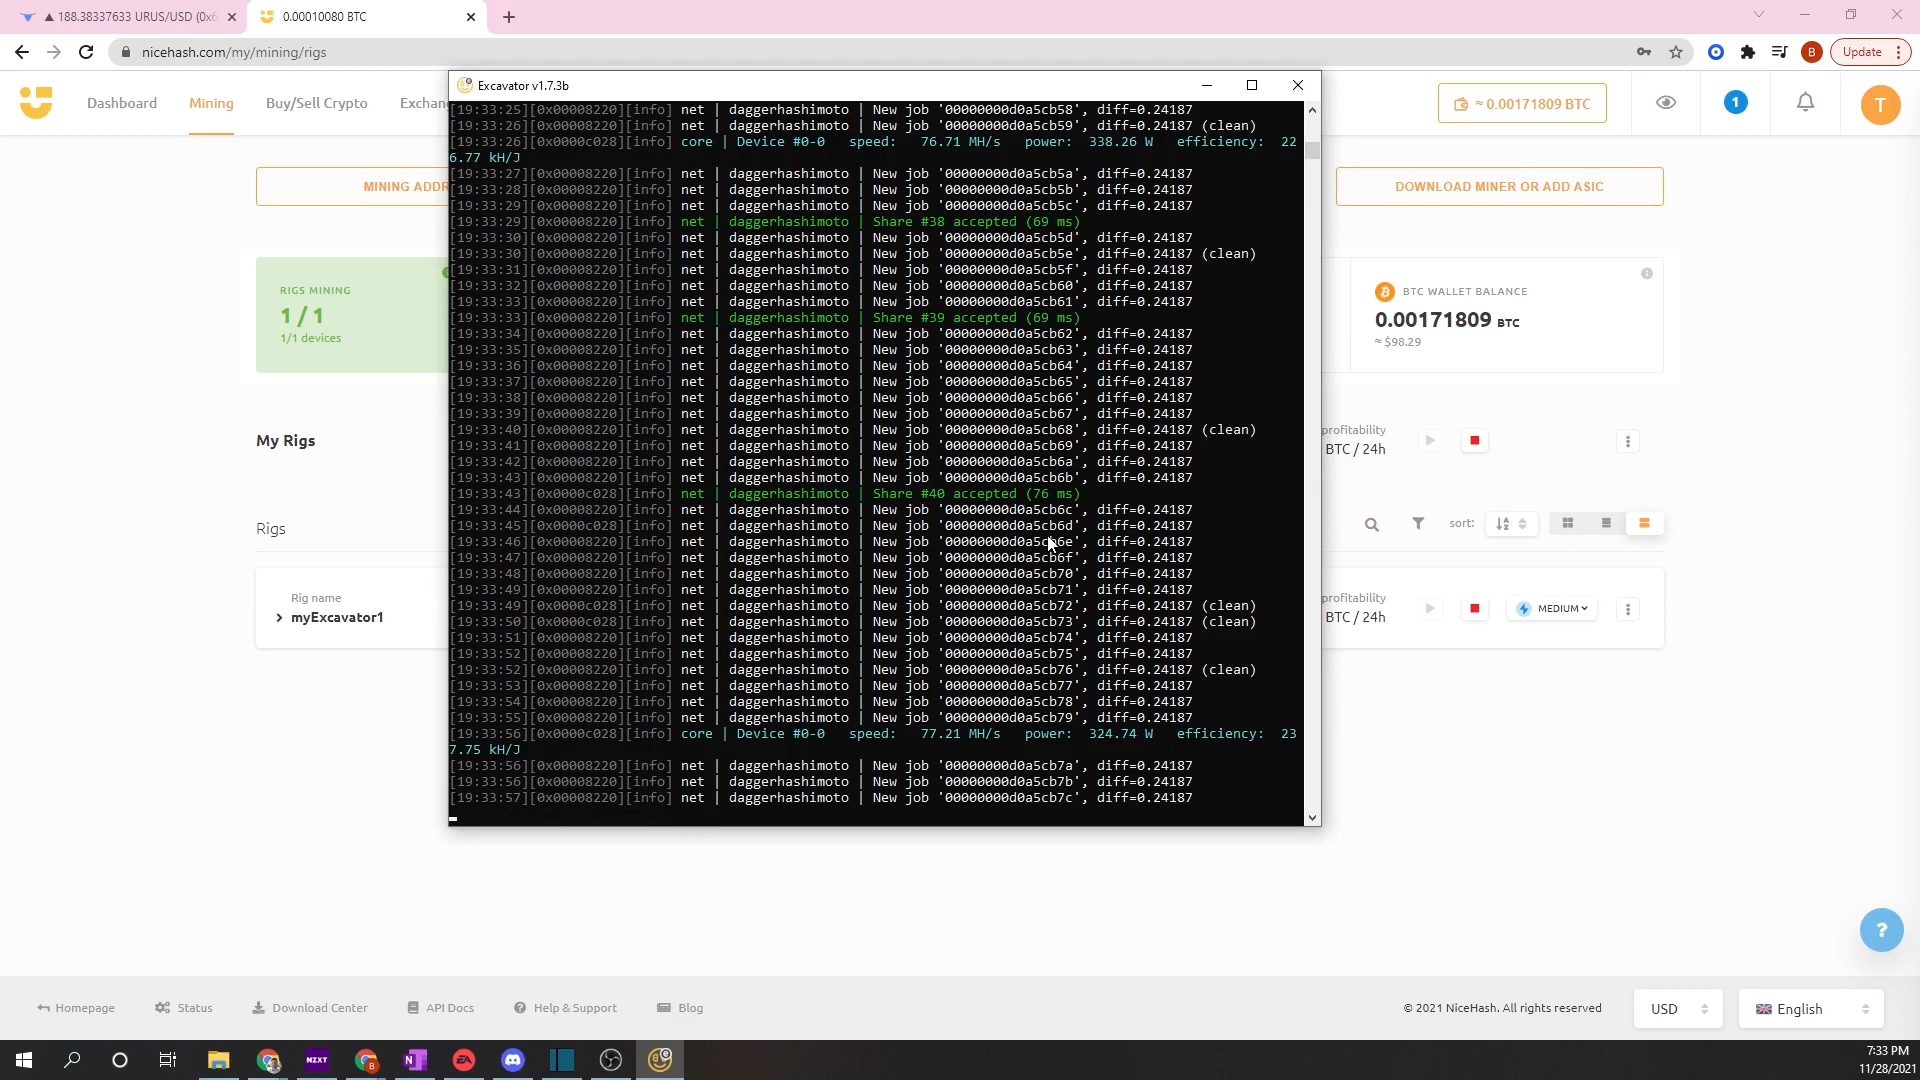 ▲ 188.38337633 URUS/USD (0x6
0.00010080 BTC
nicehash.com/my/mining/rigs
B
Update
Dashboard
Mining
Buy/Sell Crypto
Exchan
≈ 0.00171809 BTC
1
T
MINING ADDR
DOWNLOAD MINER OR ADD ASIC
RIGS MINING
1 / 1
1/1 devices
BTC WALLET BALANCE
0.00171809 BTC
≈ $98.29
My Rigs
profitability
BTC / 24h
Rigs
sort:
Rig name
myExcavator1
profitability
BTC / 24h
MEDIUM
Excavator v1.7.3b
[19:33:25][0x00008220][info] net | daggerhashimoto | New job '00000000d0a5cb58', diff=0.24187
[19:33:26][0x00008220][info] net | daggerhashimoto | New job '00000000d0a5cb59', diff=0.24187 (clean)
[19:33:26][0x0000c028][info] core | Device #0-0 speed: 76.71 MH/s power: 338.26 W efficiency: 22
6.77 kH/J
[19:33:27][0x00008220][info] net | daggerhashimoto | New job '00000000d0a5cb5a', diff=0.24187
[19:33:28][0x00008220][info] net | daggerhashimoto | New job '00000000d0a5cb5b', diff=0.24187
[19:33:29][0x00008220][info] net | daggerhashimoto | New job '00000000d0a5cb5c', diff=0.24187
[19:33:29][0x00008220][info] net | daggerhashimoto | Share #38 accepted (69 ms)
[19:33:30][0x00008220][info] net | daggerhashimoto | New job '00000000d0a5cb5d', diff=0.24187
[19:33:30][0x00008220][info] net | daggerhashimoto | New job '00000000d0a5cb5e', diff=0.24187 (clean)
[19:33:31][0x00008220][info] net | daggerhashimoto | New job '00000000d0a5cb5f', diff=0.24187
[19:33:32][0x00008220][info] net | daggerhashimoto | New job '00000000d0a5cb60', diff=0.24187
[19:33:33][0x00008220][info] net | daggerhashimoto | New job '00000000d0a5cb61', diff=0.24187
[19:33:33][0x00008220][info] net | daggerhashimoto | Share #39 accepted (69 ms)
[19:33:34][0x00008220][info] net | daggerhashimoto | New job '00000000d0a5cb62', diff=0.24187
[19:33:35][0x00008220][info] net | daggerhashimoto | New job '00000000d0a5cb63', diff=0.24187
[19:33:36][0x00008220][info] net | daggerhashimoto | New job '00000000d0a5cb64', diff=0.24187
[19:33:37][0x00008220][info] net | daggerhashimoto | New job '00000000d0a5cb65', diff=0.24187
[19:33:38][0x00008220][info] net | daggerhashimoto | New job '00000000d0a5cb66', diff=0.24187
[19:33:39][0x00008220][info] net | daggerhashimoto | New job '00000000d0a5cb67', diff=0.24187
[19:33:40][0x00008220][info] net | daggerhashimoto | New job '00000000d0a5cb68', diff=0.24187 (clean)
[19:33:41][0x00008220][info] net | daggerhashimoto | New job '00000000d0a5cb69', diff=0.24187
[19:33:42][0x00008220][info] net | daggerhashimoto | New job '00000000d0a5cb6a', diff=0.24187
[19:33:43][0x00008220][info] net | daggerhashimoto | New job '00000000d0a5cb6b', diff=0.24187
[19:33:43][0x0000c028][info] net | daggerhashimoto | Share #40 accepted (76 ms)
[19:33:44][0x00008220][info] net | daggerhashimoto | New job '00000000d0a5cb6c', diff=0.24187
[19:33:45][0x0000c028][info] net | daggerhashimoto | New job '00000000d0a5cb6d', diff=0.24187
[19:33:46][0x00008220][info] net | daggerhashimoto | New job '00000000d0a5cb6e', diff=0.24187
[19:33:47][0x00008220][info] net | daggerhashimoto | New job '00000000d0a5cb6f', diff=0.24187
[19:33:48][0x00008220][info] net | daggerhashimoto | New job '00000000d0a5cb70', diff=0.24187
[19:33:49][0x00008220][info] net | daggerhashimoto | New job '00000000d0a5cb71', diff=0.24187
[19:33:49][0x0000c028][info] net | daggerhashimoto | New job '00000000d0a5cb72', diff=0.24187 (clean)
[19:33:50][0x0000c028][info] net | daggerhashimoto | New job '00000000d0a5cb73', diff=0.24187 (clean)
[19:33:51][0x00008220][info] net | daggerhashimoto | New job '00000000d0a5cb74', diff=0.24187
[19:33:52][0x0000c028][info] net | daggerhashimoto | New job '00000000d0a5cb75', diff=0.24187
[19:33:52][0x0000c028][info] net | daggerhashimoto | New job '00000000d0a5cb76', diff=0.24187 (clean)
[19:33:53][0x00008220][info] net | daggerhashimoto | New job '00000000d0a5cb77', diff=0.24187
[19:33:54][0x00008220][info] net | daggerhashimoto | New job '00000000d0a5cb78', diff=0.24187
[19:33:55][0x00008220][info] net | daggerhashimoto | New job '00000000d0a5cb79', diff=0.24187
[19:33:56][0x0000c028][info] core | Device #0-0 speed: 77.21 MH/s power: 324.74 W efficiency: 23
7.75 kH/J
[19:33:56][0x00008220][info] net | daggerhashimoto | New job '00000000d0a5cb7a', diff=0.24187
[19:33:56][0x00008220][info] net | daggerhashimoto | New job '00000000d0a5cb7b', diff=0.24187
[19:33:57][0x00008220][info] net | daggerhashimoto | New job '00000000d0a5cb7c', diff=0.24187
?
Homepage
Status
Download Center
API Docs
Help & Support
Blog
© 2021 NiceHash. All rights reserved
USD
English
NZXT
B
N
EA
7:33 PM
11/28/2021